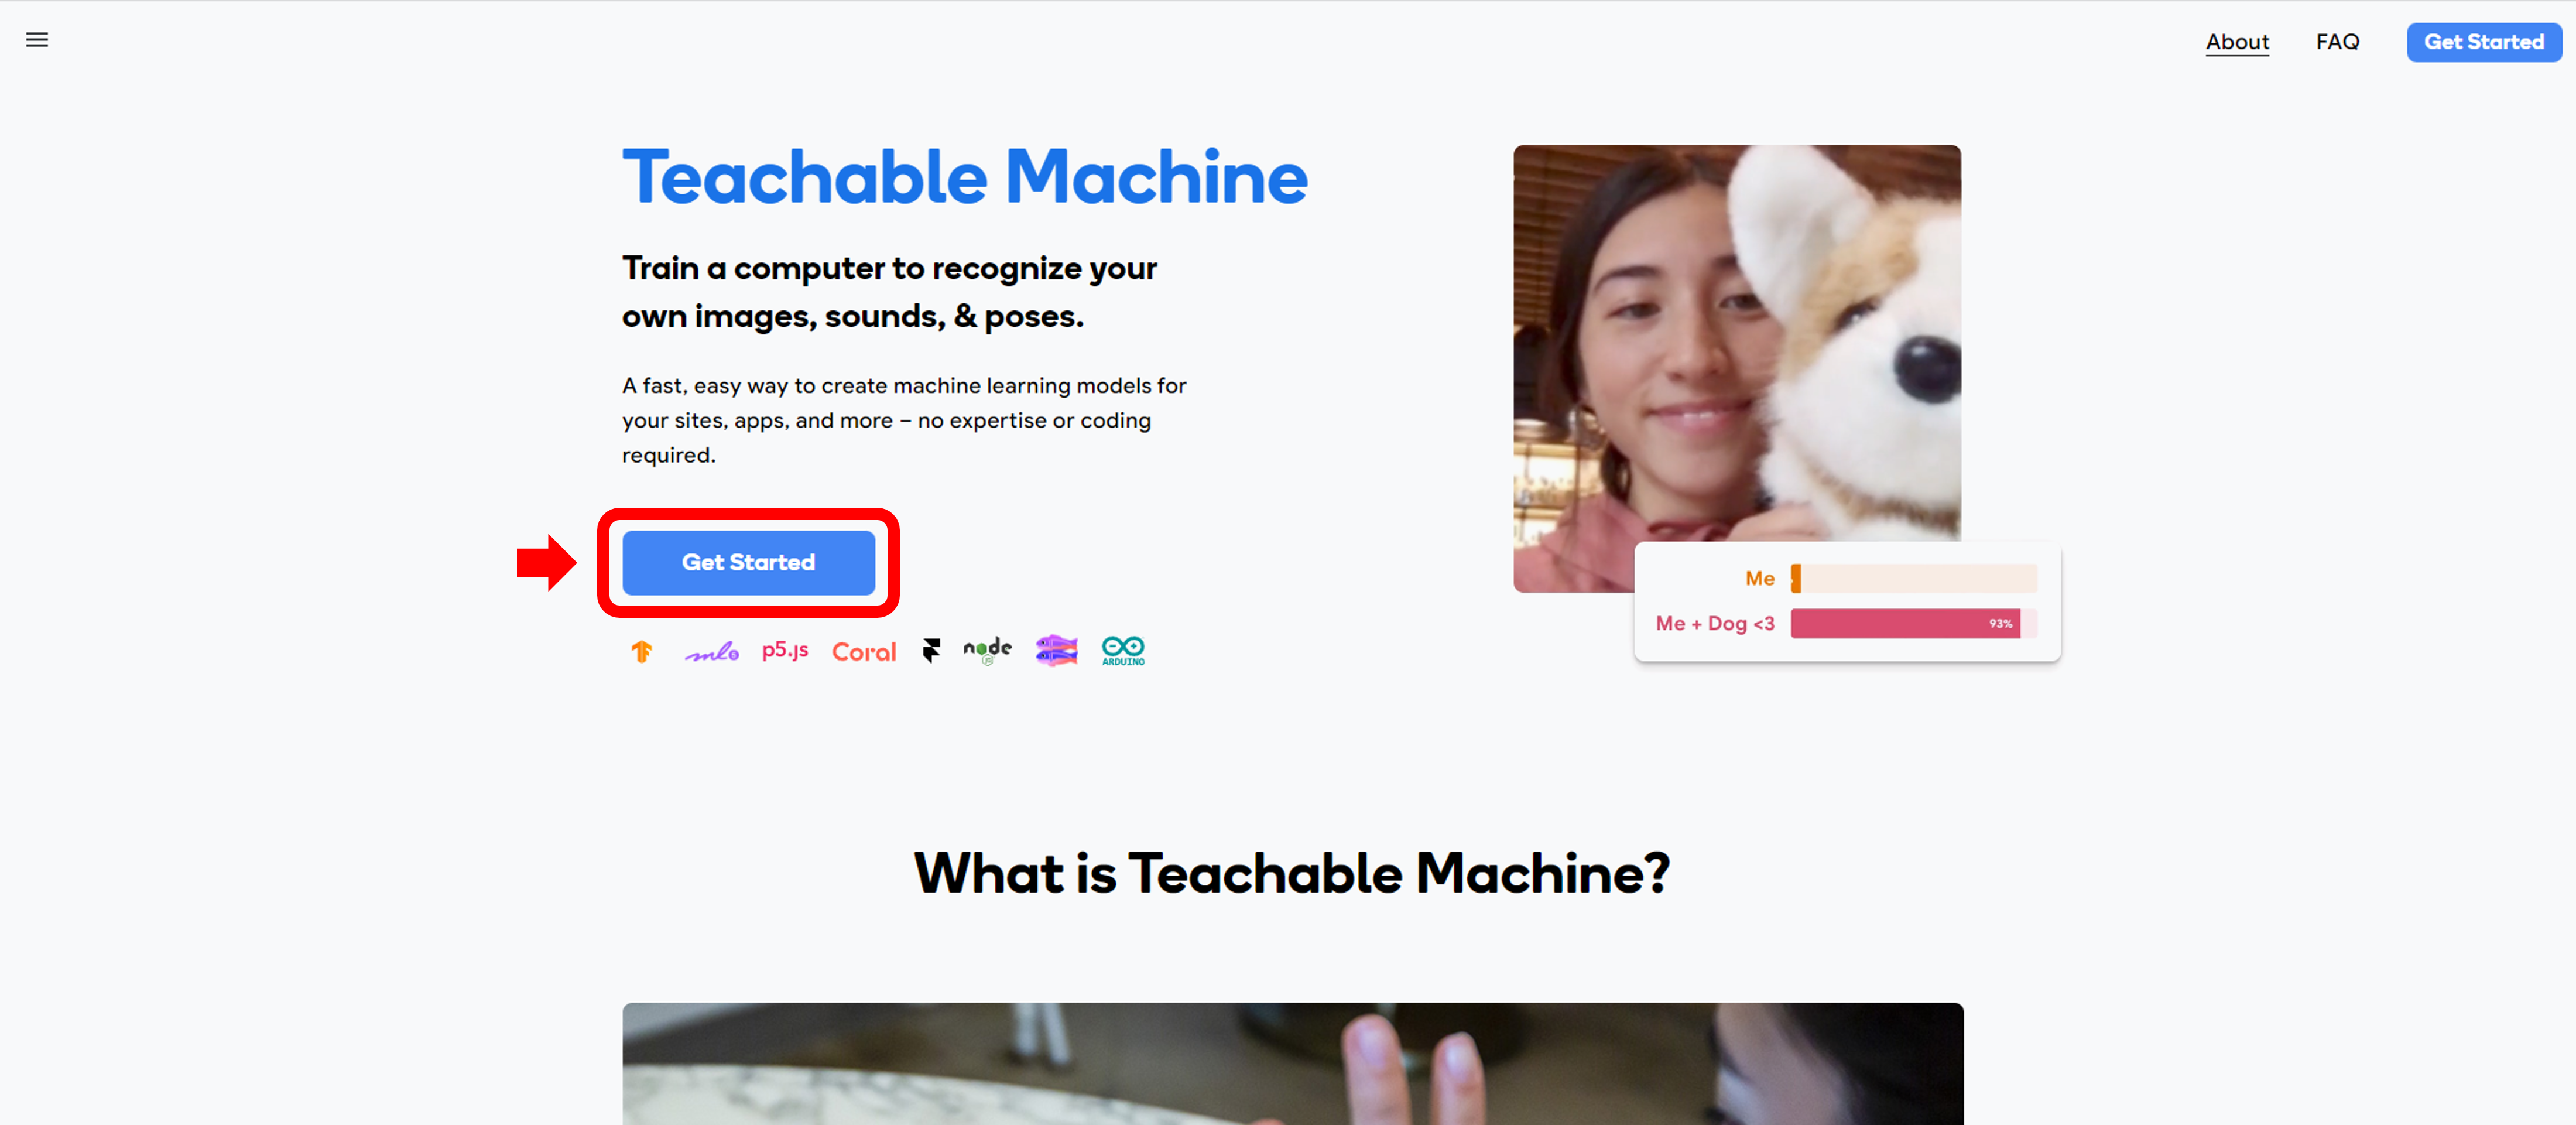 About FAQ Get Started
Teachable Machine
Train a computer to recognize your
own images, sounds, & poses.
A fast, easy way to create machine learning models for
your sites, apps, and more – no expertise or coding
required.
Get Started
ml5 p5.js Coral node JS ARDUINO
Me
Me + Dog <3 93%
What is Teachable Machine?